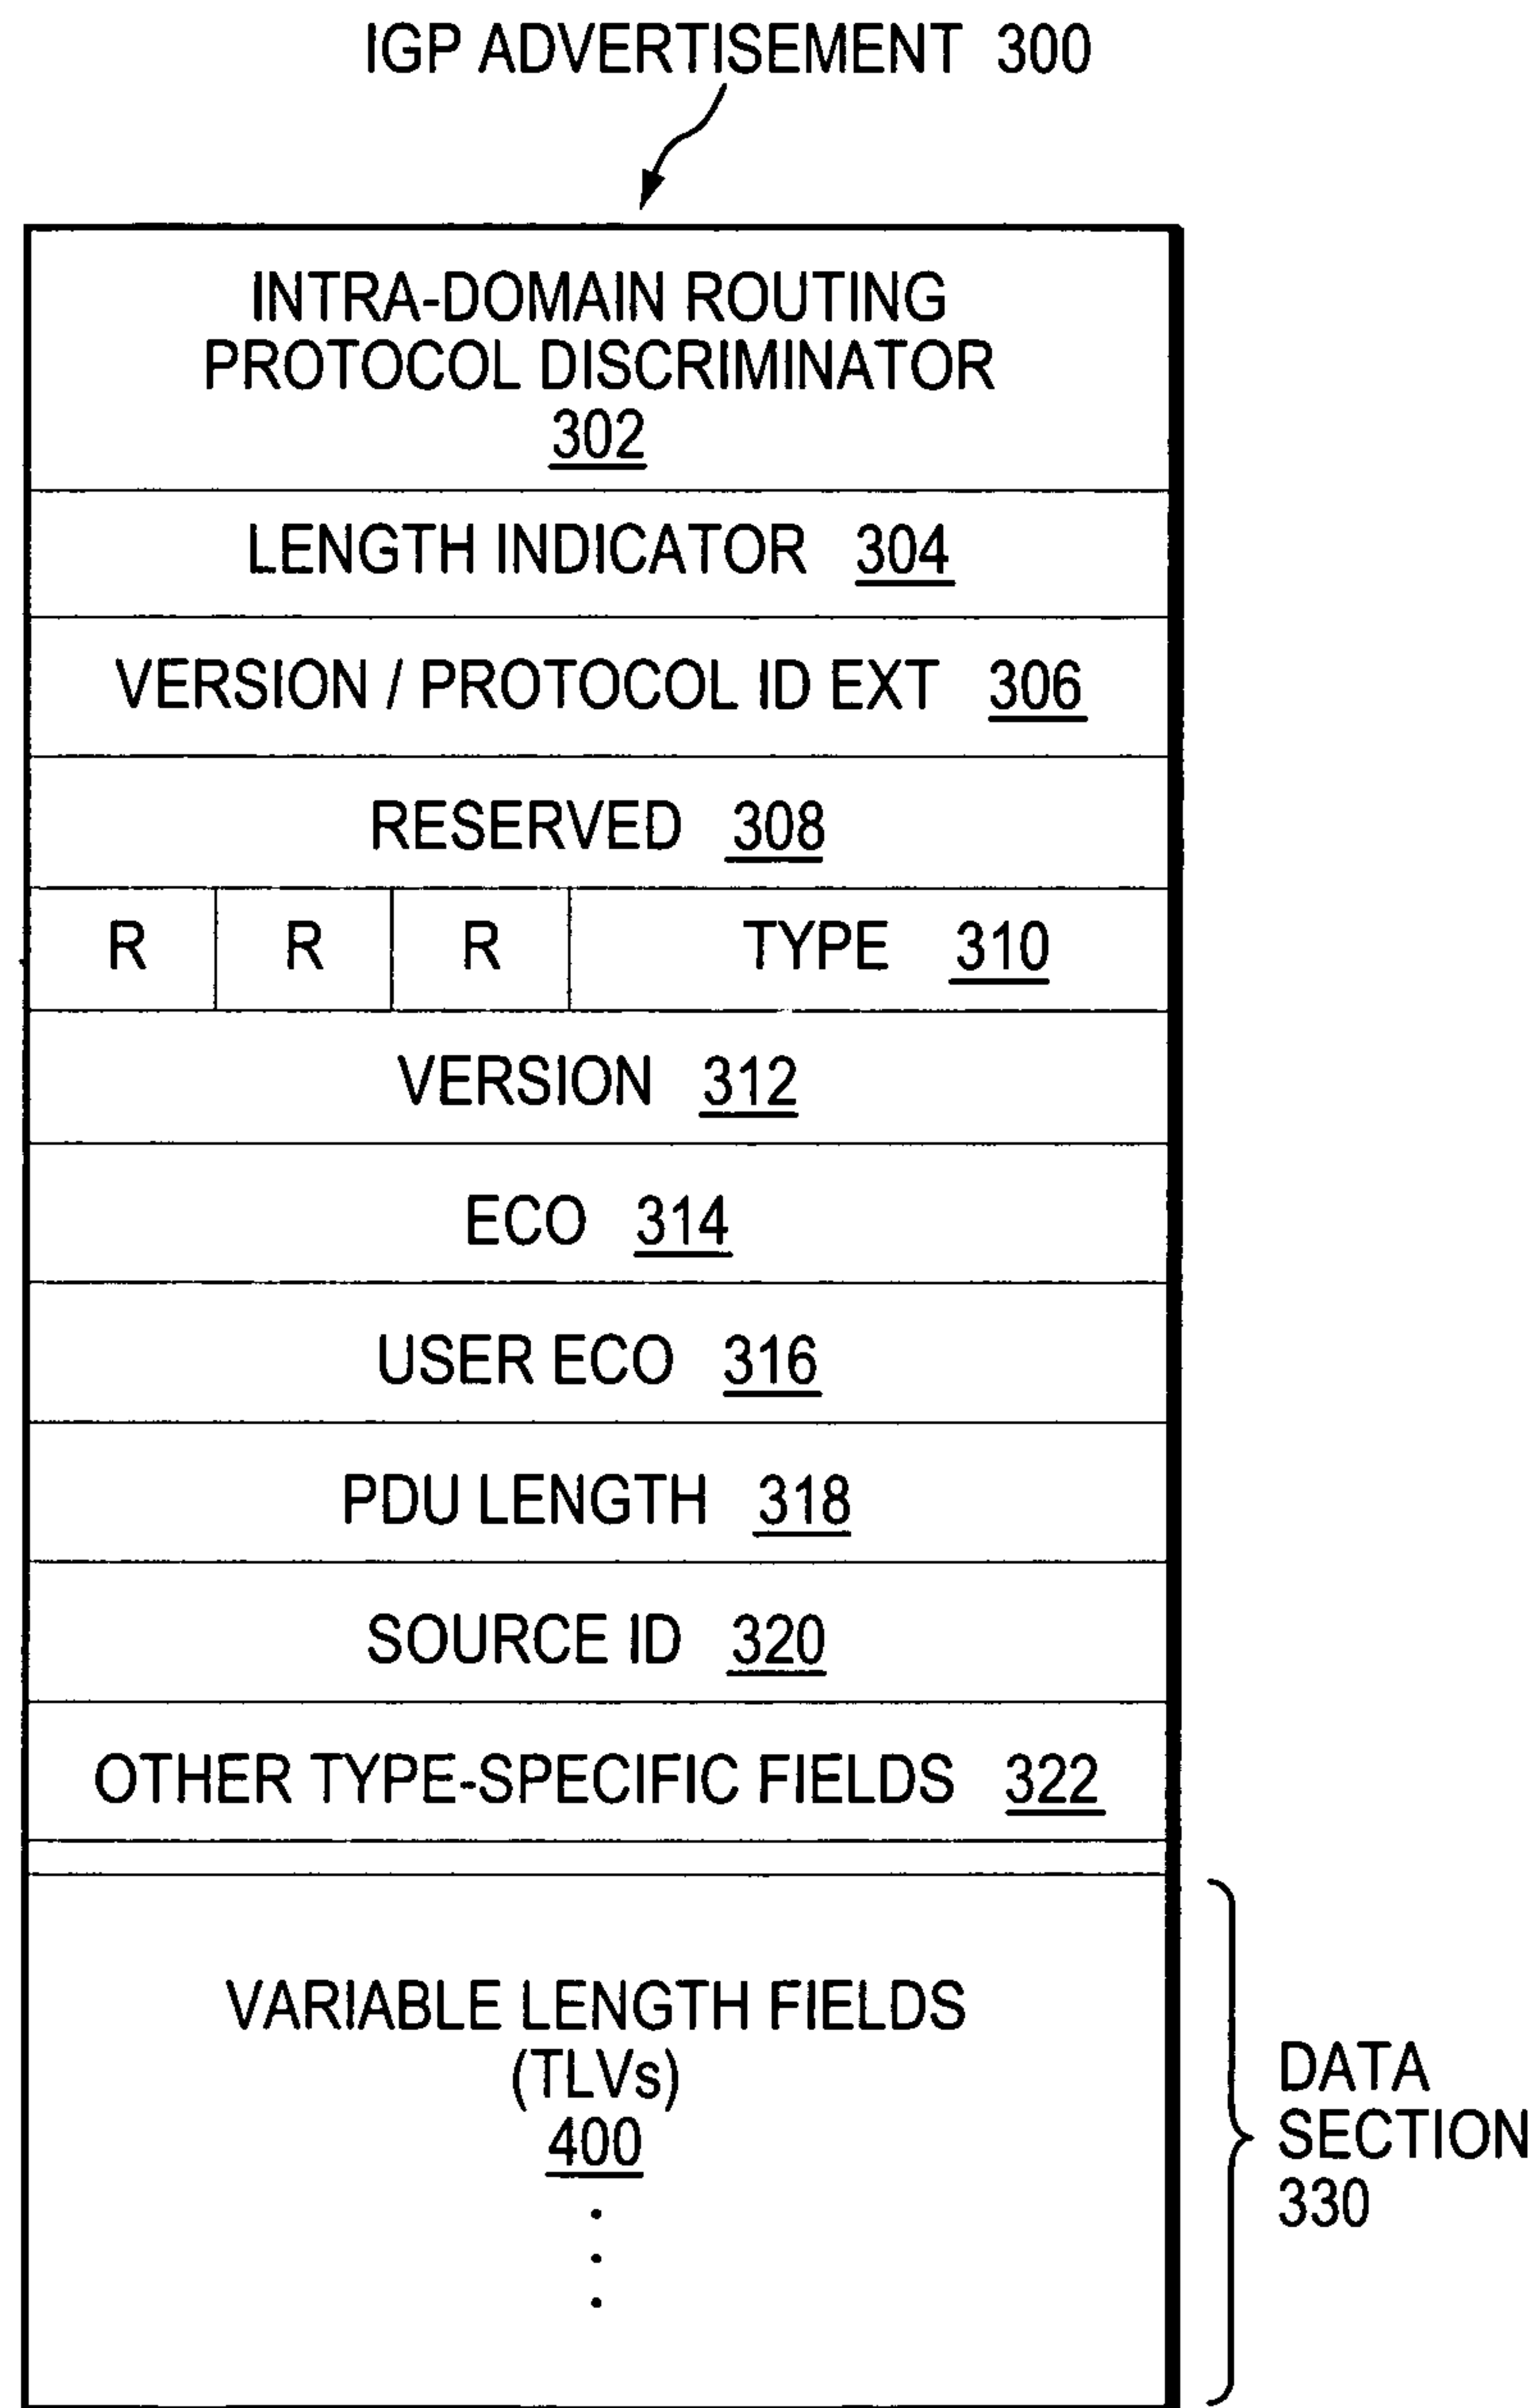 IGP ADVERTISEMENT 300
INTRA-DOMAIN ROUTING
PROTOCOL DISCRIMINATOR
302
LENGTH INDICATOR 304
VERSION / PROTOCOL ID EXT 306
RESERVED 308
R R R TYPE 310
VERSION 312
ECO 314
USER ECO 316
PDU LENGTH 318
SOURCE ID 320
OTHER TYPE-SPECIFIC FIELDS 322
VARIABLE LENGTH FIELDS
(TLVs)
400
DATA
SECTION
330